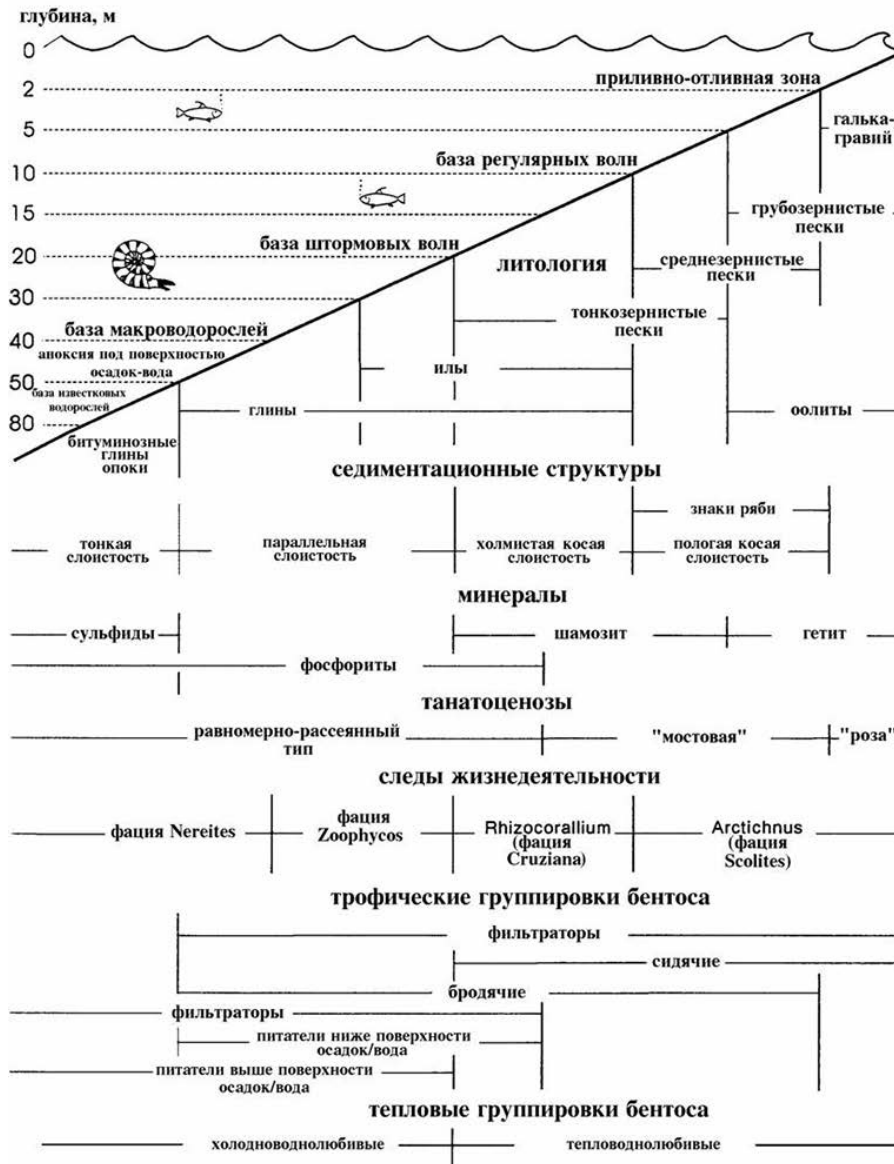 глубина, м
0
приливно-отливная зона
2
галька-
гравий
5
база регулярных волн
10
грубозернистые
пески
15
база штормовых волн
литология
среднезернистые
пески
20
30
тонкозернистые
пески
база макроводорослей
40
аноксия под поверхностью
осадок-вода
илы
50
база известковых
водорослей
глины
оолиты
80
битуминозные
глины
опоки
седиментационные структуры
знаки ряби
тонкая
слоистость
параллельная
слоистость
холмистая косая
слоистость
пологая косая
слоистость
минералы
сульфиды
шамозит
гетит
фосфориты
танатоценозы
равномерно-рассеянный
тип
"мостовая"
"роза"
следы жизнедеятельности
фация Nereites
фация
Zoophycos
Rhizocorallium
(фация
Cruziana)
Arctichnus
(фация
Scolites)
трофические группировки бентоса
фильтраторы
сидячие
бродячие
фильтраторы
питатели ниже поверхности
осадок/вода
питатели выше поверхности
осадок/вода
тепловые группировки бентоса
холодноводнолюбивые
тепловоднолюбивые